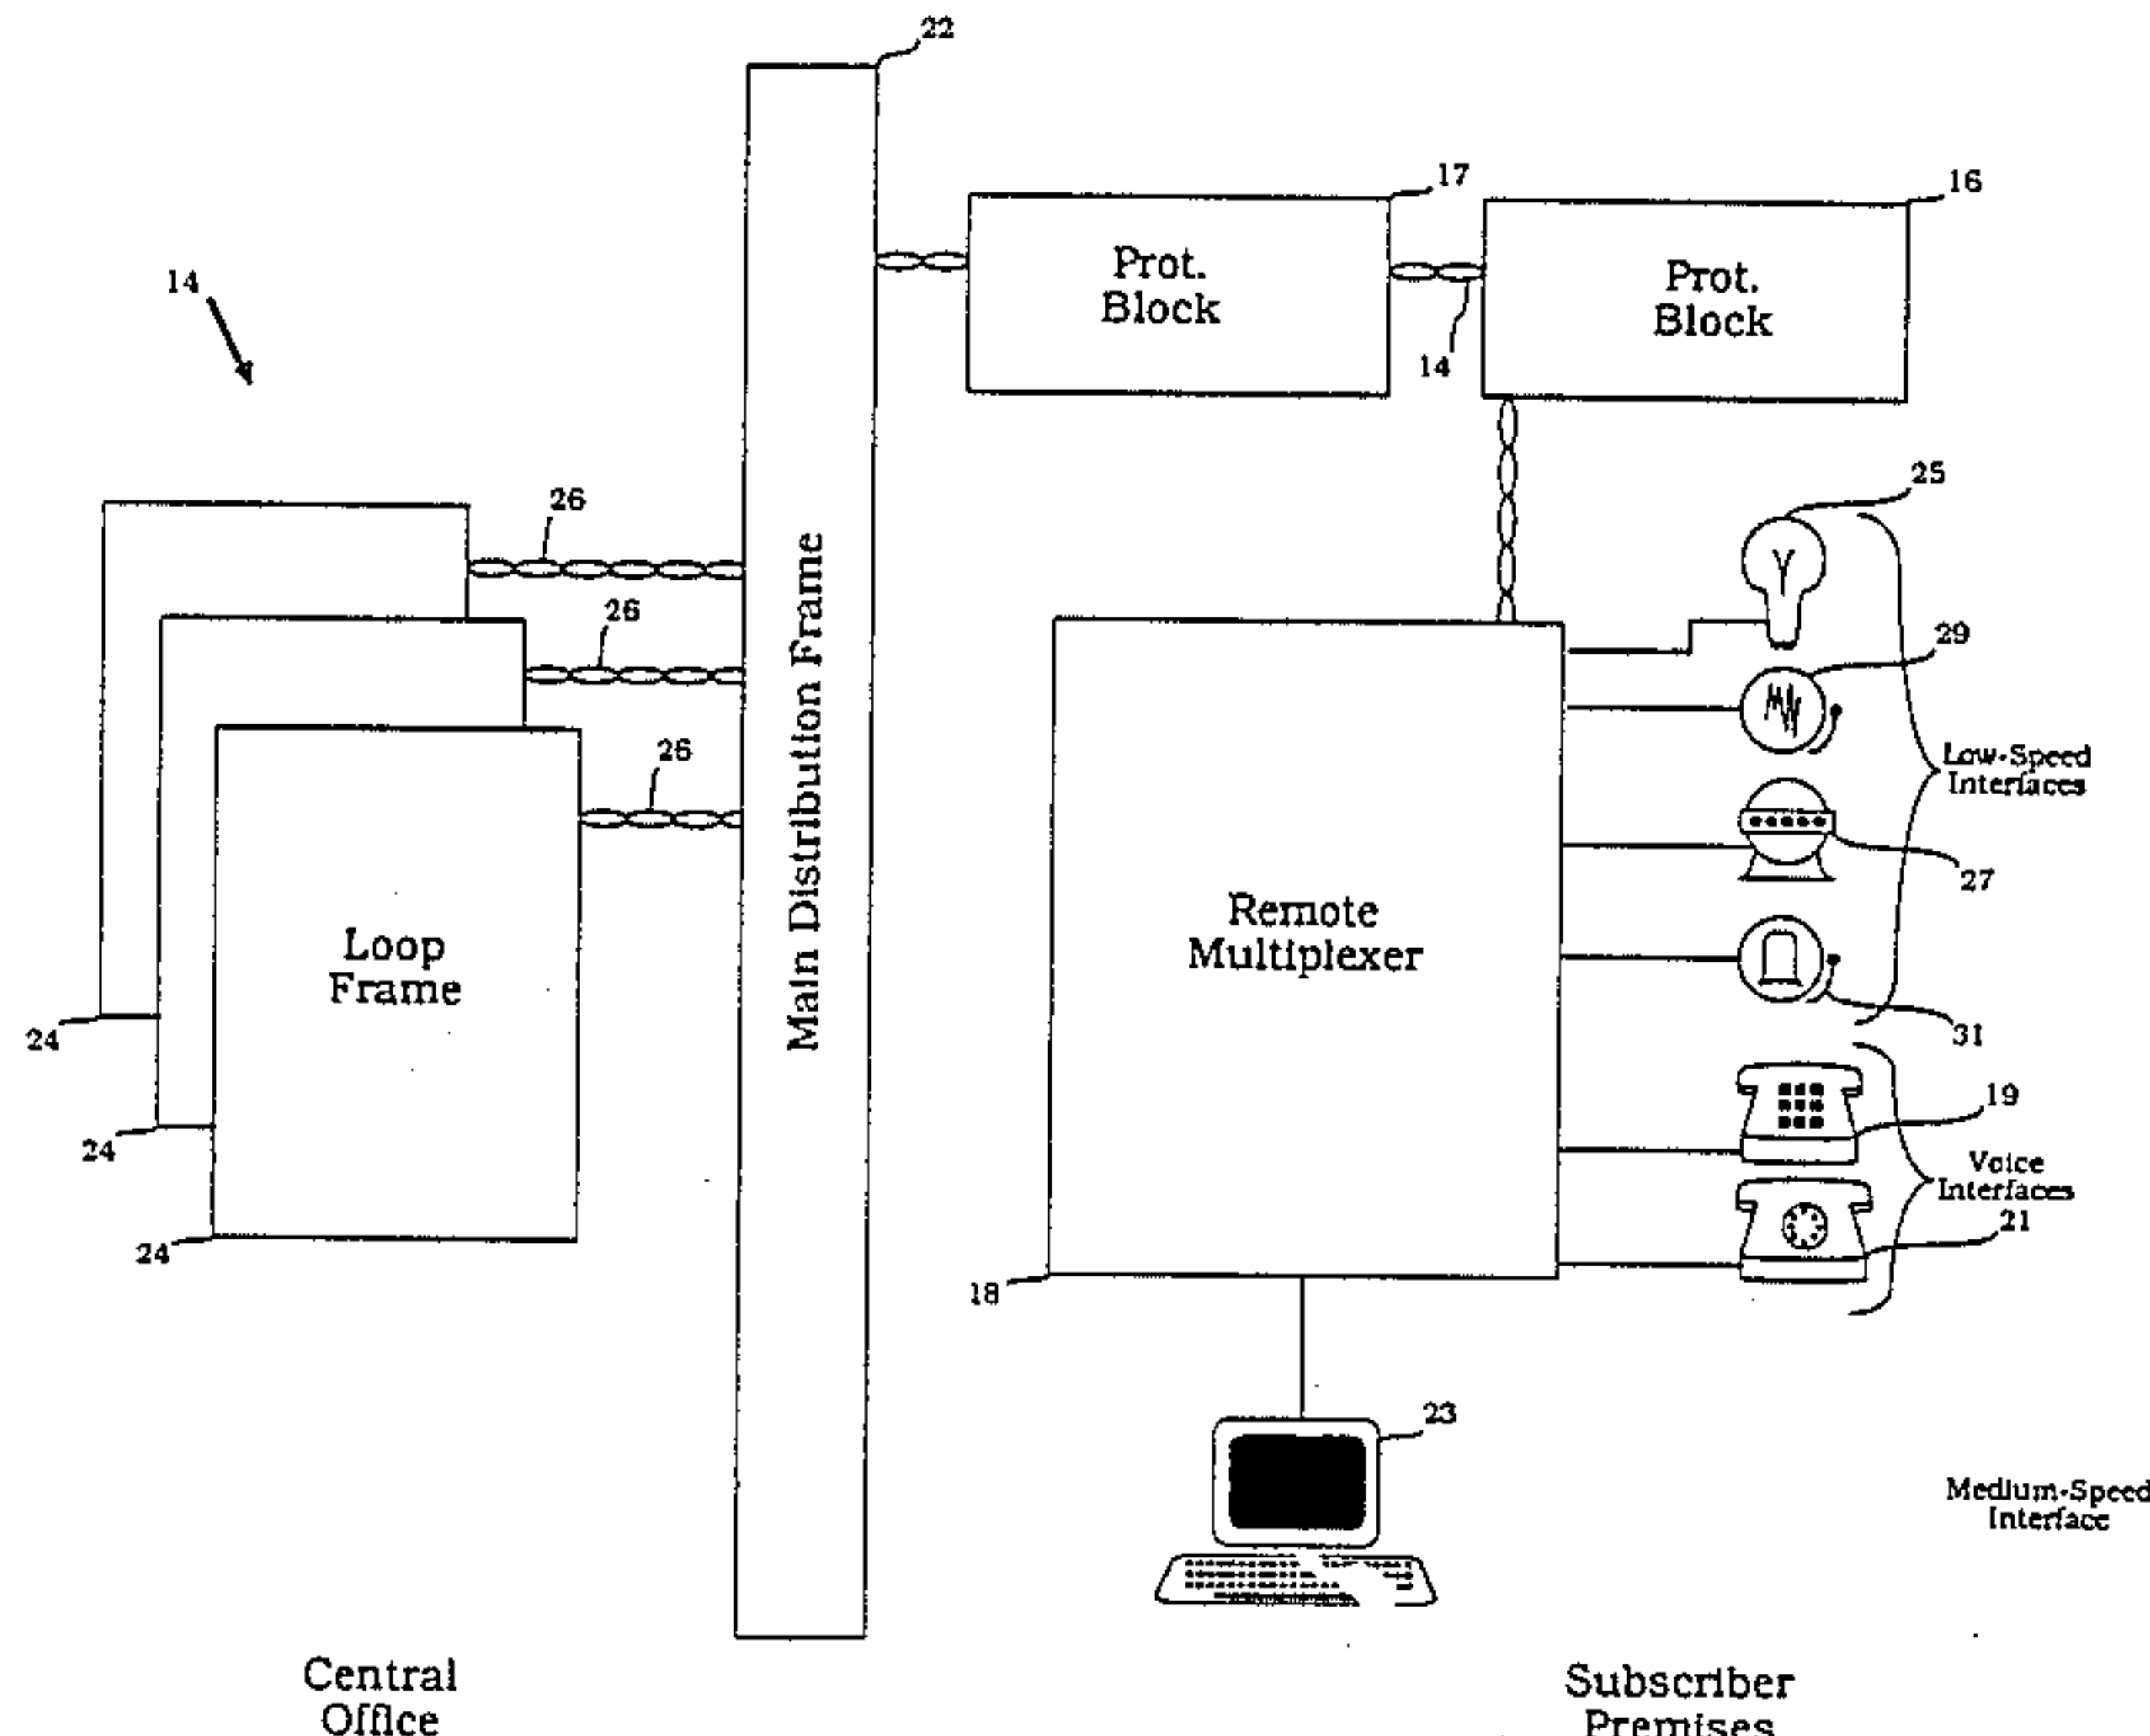 22
17
16
Prot.
Block
Prot.
Block
14
14
25
26
26
26
29
Low-Speed
Interfaces
Main Distribution Frame
27
Loop
Frame
Remote
Multiplexer
24
24
24
31
19
Voice
Interfaces
21
18
23
Medium-Speed
Interface
Central
Office
Subscriber
Premises